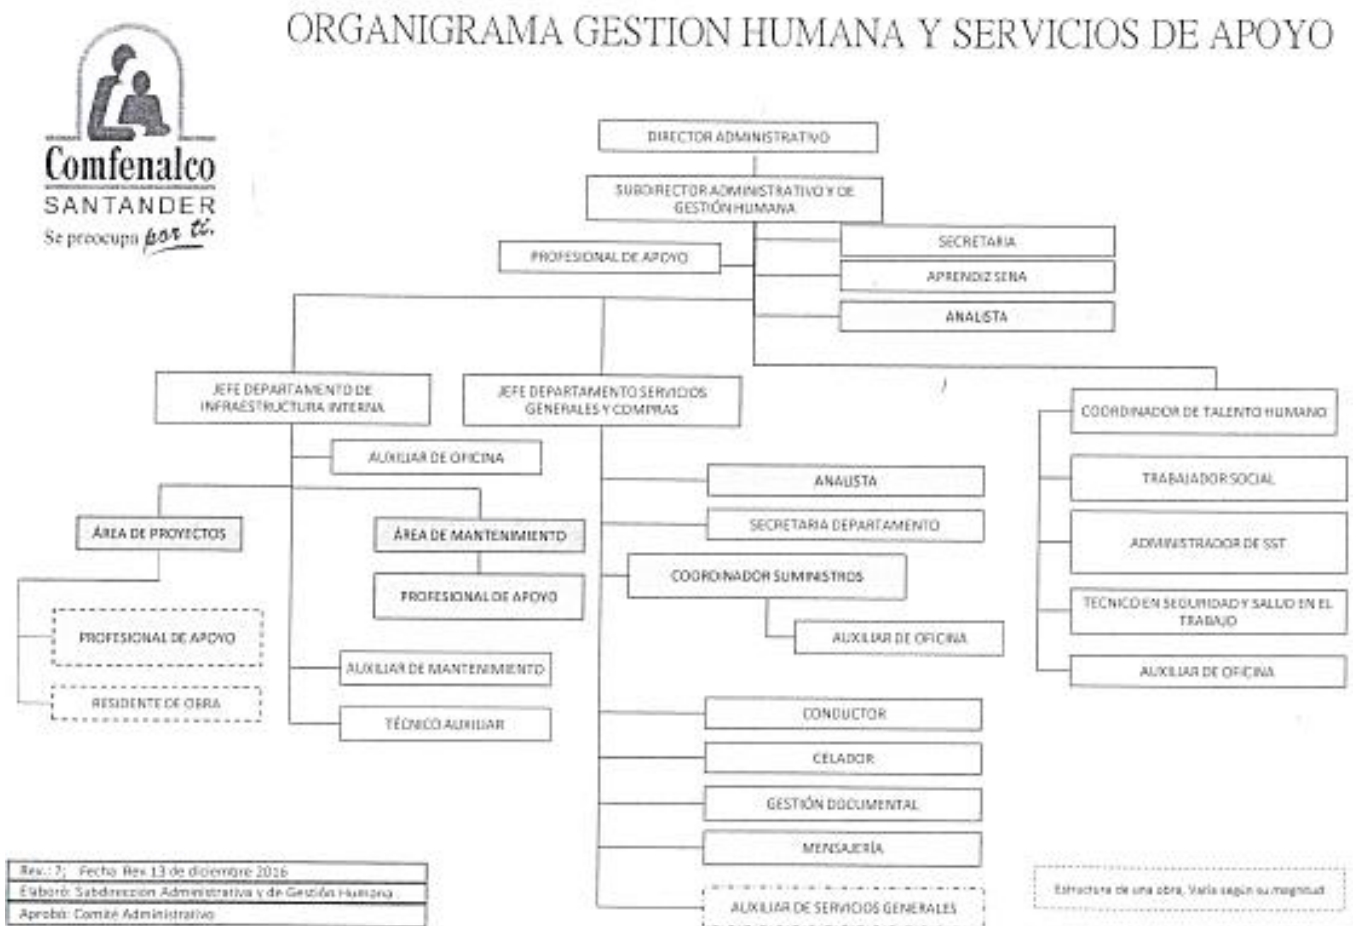 ORGANIGRAMA GESTION HUMANA Y SERVICIOS DE APOYO
Comfenalco
SANTANDER
Se preocupa por ti.
DIRECTOR ADMINISTRATIVO
SUBDIRECTOR ADMINISTRATIVO Y DE
GESTIÓN HUMANA
PROFESIONAL DE APOYO
SECRETARIA
APRENDIZ SENA
ANALISTA
JEFE DEPARTAMENTO DE
INFRAESTRUCTURA INTERNA
AUXILIAR DE OFICINA
ÁREA DE PROYECTOS
ÁREA DE MANTENIMIENTO
PROFESIONAL DE APOYO
PROFESIONAL DE APOYO
RESIDENTE DE OBRA
AUXILIAR DE MANTENIMIENTO
TÉCNICO AUXILIAR
JEFE DEPARTAMENTO SERVICIOS
GENERALES Y COMPRAS
ANALISTA
SECRETARIA DEPARTAMENTO
COORDINADOR SUMINISTROS
AUXILIAR DE OFICINA
CONDUCTOR
CELADOR
GESTIÓN DOCUMENTAL
MENSAJERÍA
AUXILIAR DE SERVICIOS GENERALES
COORDINADOR DE TALENTO HUMANO
TRABAJADOR SOCIAL
ADMINISTRADOR DE SST
TECNICO EN SEGURIDAD Y SALUD EN EL
TRABAJO
AUXILIAR DE OFICINA
Rev.: 7; Fecha Rev 13 de diciembre 2016
Elaboró: Subdirección Administrativa y de Gestión Humana
Aprobó: Comité Administrativo
Estructura de una obra, Varía según su magnitud